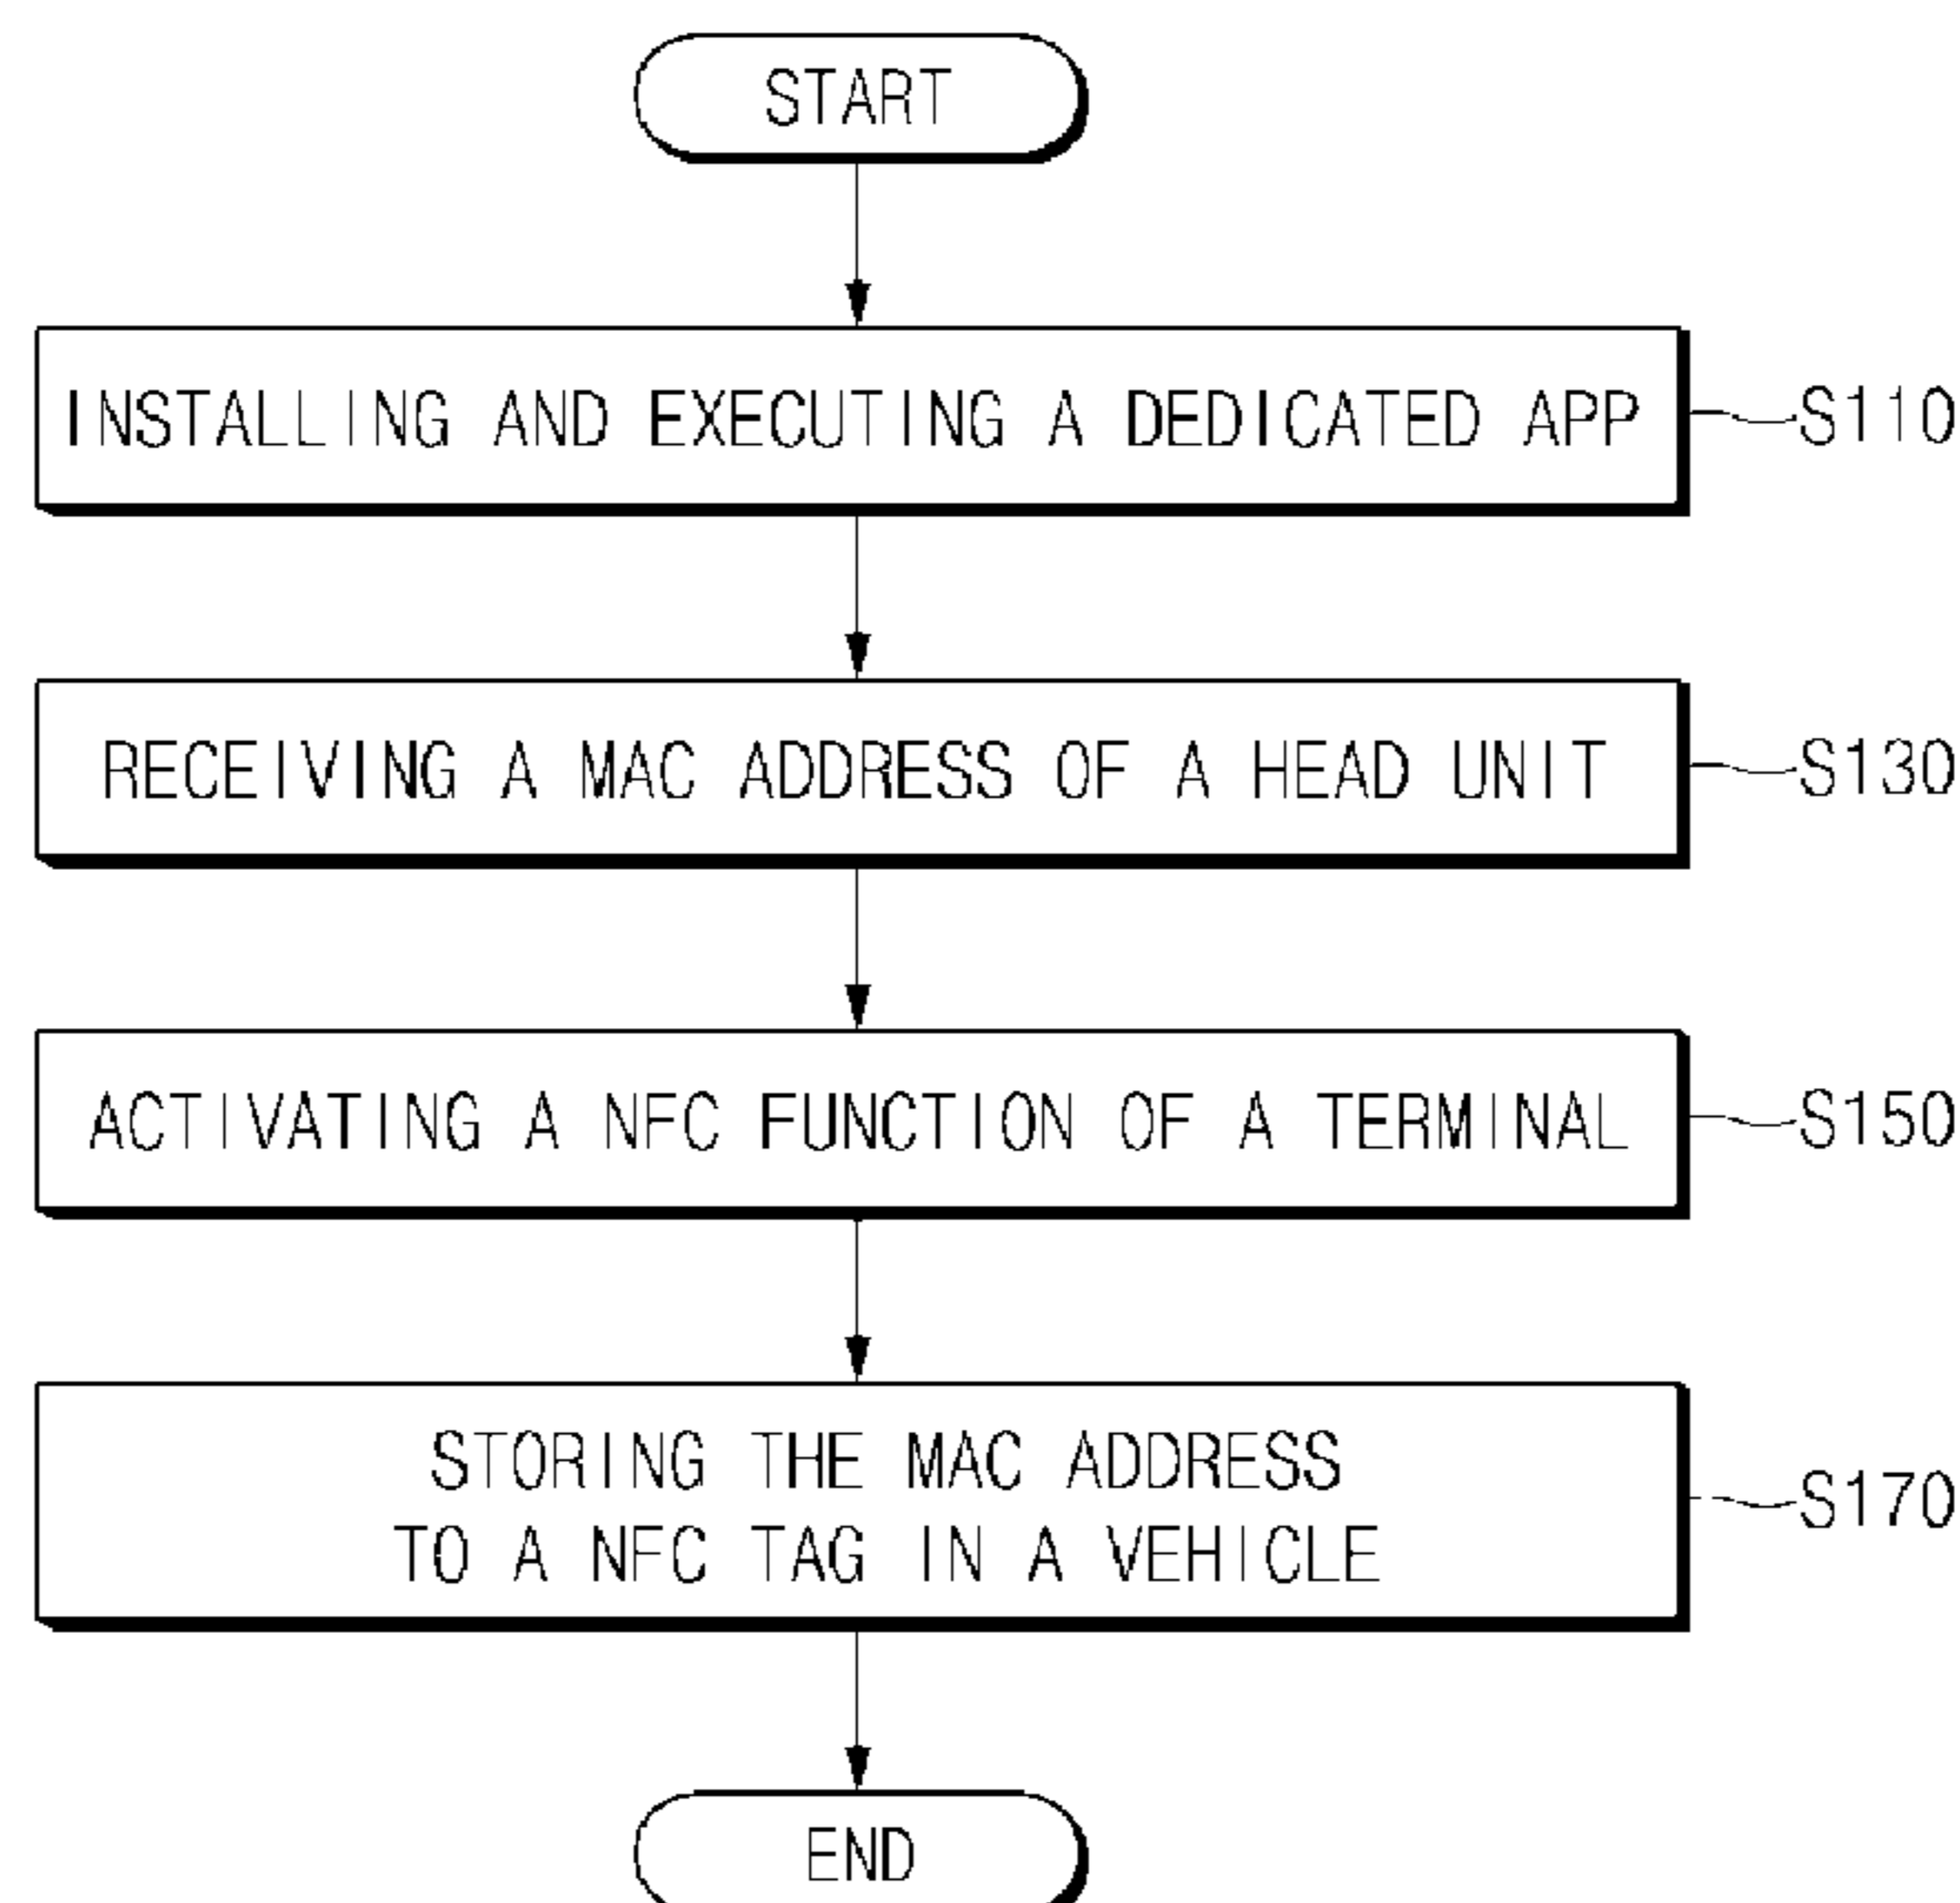 START
INSTALLING AND EXECUTING A DEDICATED APP
S110
RECEIVING A MAC ADDRESS OF A HEAD UNIT
S130
ACTIVATING A NFC FUNCTION OF A TERMINAL
S150
STORING THE MAC ADDRESS
TO A NFC TAG IN A VEHICLE
S170
END